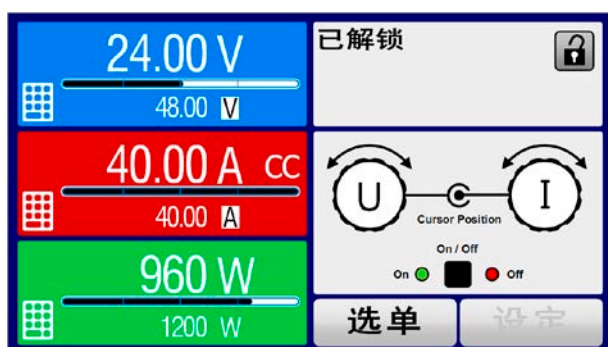 24.00 V
48.00 V
40.00 A CC
40.00 A
960 W
1200 W
已解锁
U
I
Cursor Position
On / Off
On
Off
选单
设定